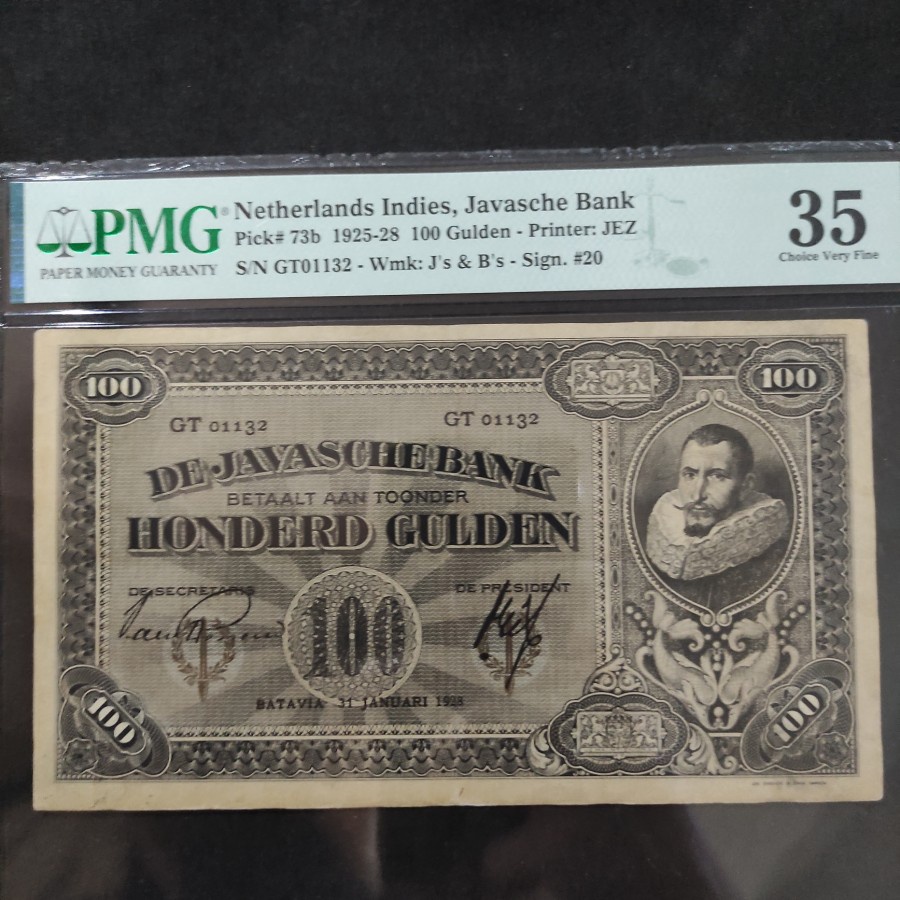 PMG
PAPER MONEY GUARANTY
Netherlands Indies, Javasche Bank
Pick# 73b 1925-28 100 Gulden - Printer: JEZ
S/N GT01132 - Wmk: J's & B's - Sign. #20
35
Choice Very Fine
100
100
GT 01132
GT 01132
DE JAVASCHE BANK
BETAALT AAN TOONDER
HONDERD GULDEN
DE SECRETARIS
DE PRESIDENT
100
BATAVIA 31 JANUARI 1928
100
100